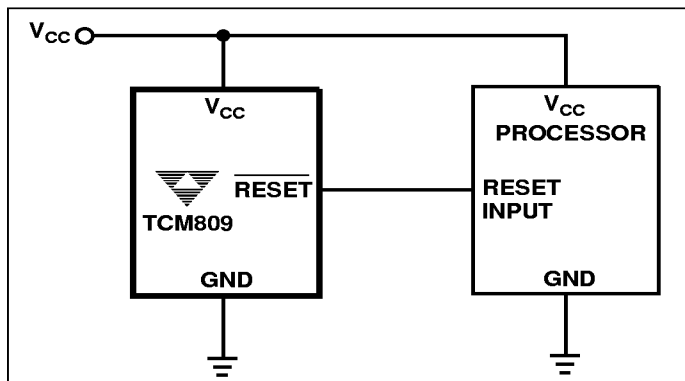 VCC
VCC
RESET
TCM809
GND
VCC
PROCESSOR
RESET
INPUT
GND